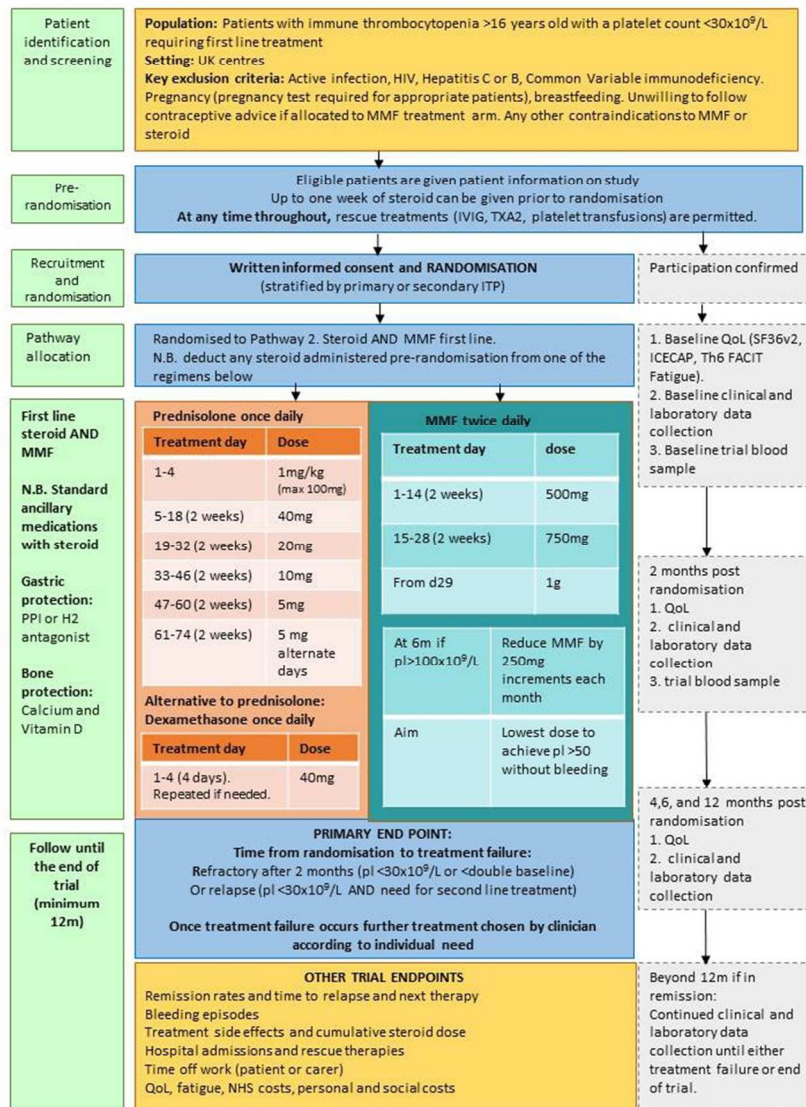 Patient
identification
and screening
Population: Patients with immune thrombocytopenia >16 years old with a platelet count <30x10⁹/L
requiring first line treatment
Setting: UK centres
Key exclusion criteria: Active infection, HIV, Hepatitis C or B, Common Variable immunodeficiency.
Pregnancy (pregnancy test required for appropriate patients), breastfeeding. Unwilling to follow
contraceptive advice if allocated to MMF treatment arm. Any other contraindications to MMF or
steroid
Pre-
randomisation
Eligible patients are given patient information on study
Up to one week of steroid can be given prior to randomisation
At any time throughout, rescue treatments (IVIG, TXA2, platelet transfusions) are permitted.
Recruitment
and
randomisation
Written informed consent and RANDOMISATION
(stratified by primary or secondary ITP)
Participation confirmed
Pathway
allocation
Randomised to Pathway 2. Steroid AND MMF first line.
N.B. deduct any steroid administered pre-randomisation from one of the
regimens below
1. Baseline QoL (SF36v2,
ICECAP, Th6 FACIT
Fatigue).
2. Baseline clinical and
laboratory data
collection
3. Baseline trial blood
sample
First line
steroid AND
MMF
N.B. Standard
ancillary
medications
with steroid
Gastric
protection:
PPI or H2
antagonist
Bone
protection:
Calcium and
Vitamin D
Prednisolone once daily
Treatment day Dose
1-4 1mg/kg
(max 100mg)
5-18 (2 weeks) 40mg
19-32 (2 weeks) 20mg
33-46 (2 weeks) 10mg
47-60 (2 weeks) 5mg
61-74 (2 weeks) 5 mg
alternate
days
Alternative to prednisolone:
Dexamethasone once daily
Treatment day Dose
1-4 (4 days). 40mg
Repeated if needed.
MMF twice daily
Treatment day dose
1-14 (2 weeks) 500mg
15-28 (2 weeks) 750mg
From d29 1g
At 6m if Reduce MMF by
pl>100x10⁹/L 250mg
increments each
month
Aim Lowest dose to
achieve pl >50
without bleeding
2 months post
randomisation
1. QoL
2. clinical and
laboratory data
collection
3. trial blood sample
4,6, and 12 months post
randomisation
1. QoL
2. clinical and
laboratory data
collection
Follow until
the end of
trial
(minimum
12m)
PRIMARY END POINT:
Time from randomisation to treatment failure:
Refractory after 2 months (pl <30x10⁹/L or <double baseline)
Or relapse (pl <30x10⁹/L AND need for second line treatment)
Once treatment failure occurs further treatment chosen by clinician
according to individual need
OTHER TRIAL ENDPOINTS
Remission rates and time to relapse and next therapy
Bleeding episodes
Treatment side effects and cumulative steroid dose
Hospital admissions and rescue therapies
Time off work (patient or carer)
QoL, fatigue, NHS costs, personal and social costs
Beyond 12m if in
remission:
Continued clinical and
laboratory data
collection until either
treatment failure or end
of trial.